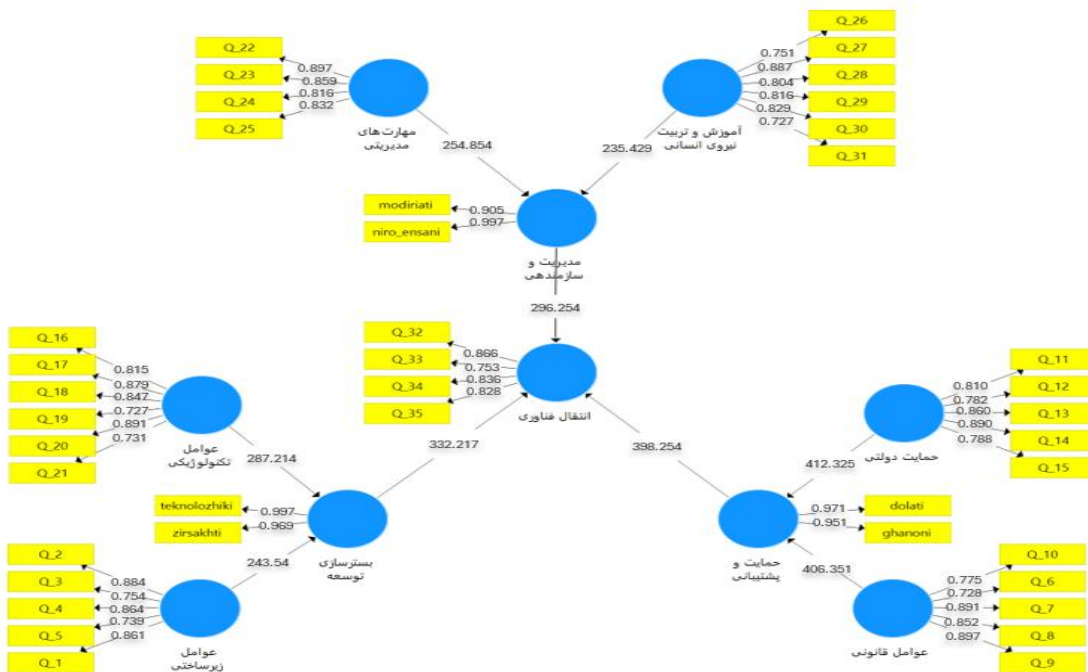 Q_22
Q_23
Q_24
Q_25
0.897
0.859
0.816
0.832
مهارت‌های
مدیریتی
254.854
Q_26
Q_27
Q_28
Q_29
Q_30
Q_31
0.751
0.887
0.804
0.816
0.829
0.727
آموزش و تربیت
نیروی انسانی
235.429
modiriati
niro_ensani
0.905
0.997
مدیریت و
سازمندهی
296.254
Q_32
Q_33
Q_34
Q_35
0.866
0.753
0.836
0.828
انتقال فناوری
Q_16
Q_17
Q_18
Q_19
Q_20
Q_21
0.815
0.879
0.847
0.727
0.891
0.731
عوامل
تکنولوژیکی
287.214
332.217
398.254
Q_11
Q_12
Q_13
Q_14
Q_15
0.810
0.782
0.860
0.890
0.788
حمایت دولتی
412.325
teknolozhiki
zirsakhti
0.997
0.969
بسترسازی
توسعه
243.54
dolati
ghanoni
0.971
0.951
حمایت و
پشتیبانی
406.351
Q_2
Q_3
Q_4
Q_5
Q_1
0.884
0.754
0.864
0.739
0.861
عوامل
زیرساختی
Q_10
Q_6
Q_7
Q_8
Q_9
0.775
0.728
0.891
0.852
0.897
عوامل قانونی